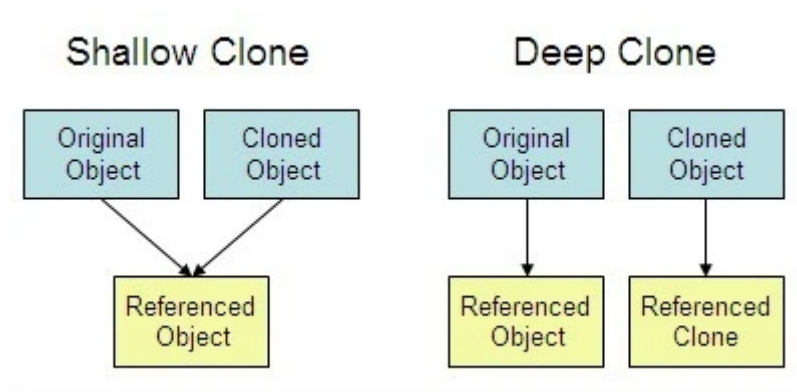 Shallow Clone
Deep Clone
Original
Object
Cloned
Object
Original
Object
Cloned
Object
Referenced
Object
Referenced
Object
Referenced
Clone